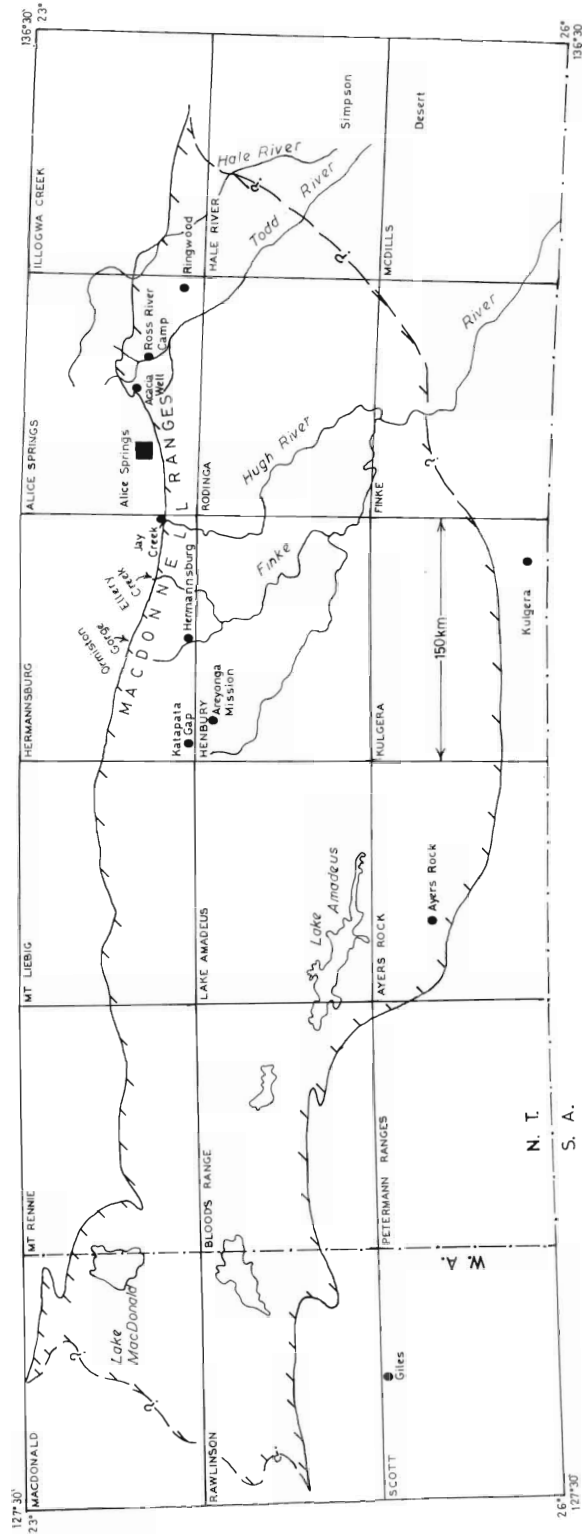 127°30'
23°
MACDONALD
MT RENNIE
MT LIEBIG
HERMANNSBURG
ALICE SPRINGS
ILLOGWA CREEK
136°30'
23°
Lake
MacDonald
?
?
MACDONNELL RANGES
Ormiston
Gorge
Ellery
Creek
Jay
Creek
Alice Springs
Acacia
Well
Ross River
Camp
Ringwood
Katapata
Gap
Hermannsburg
Hale River
?
RAWLINSON
BLOODS RANGE
LAKE AMADEUS
HENBURY
RODINGA
HALE RIVER
Areyonga
Mission
Finke
Hugh River
Todd
River
Simpson
Desert
Lake
Amadeus
?
?
SCOTT
PETERMANN RANGES
AYERS ROCK
KULGERA
FINKE
MCDILLS
Giles
Ayers Rock
150km
?
River
Kulgera
W. A.
N. T.
S. A.
26°
127°30'
26°
136°30'